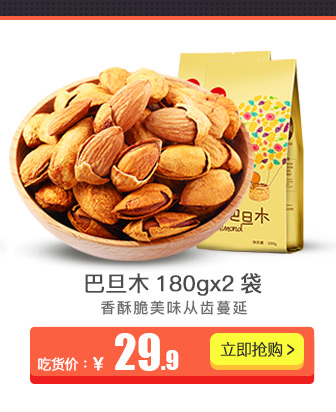 巴旦木
lmond
巴旦木 180gx2 袋
香酥脆美味从齿蔓延
吃货价：￥ 29.9
立即抢购 >